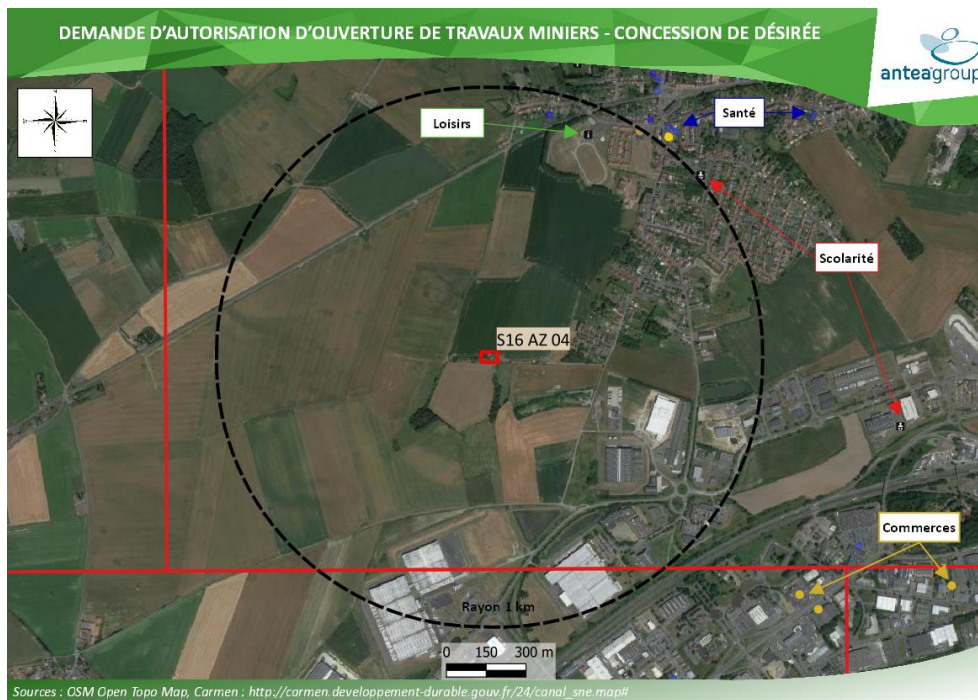 DEMANDE D'AUTORISATION D'OUVERTURE DE TRAVAUX MINIERS - CONCESSION DE DÉSIRÉE
anteagroup
Loisirs
Santé
Scolarité
S16 AZ 04
Commerces
Rayon 1 km
0 150 300 m
Sources : OSM Open Topo Map, Carmen : http://carmen.developpement-durable.gouv.fr/24/canal_sne.map#